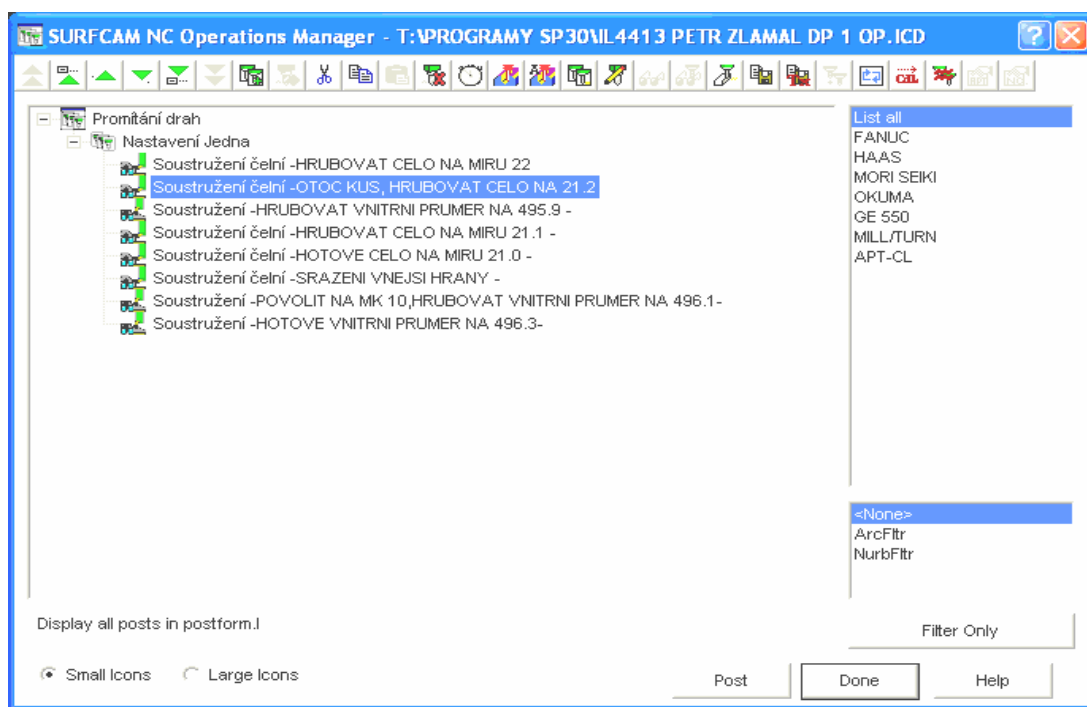 SURFCAM NC Operations Manager - T:\PROGRAMY SP30\IL4413 PETR ZLAMAL DP 1 OP.ICD
Promítání drah
Nastavení Jedna
Soustružení čelní -HRUBOVAT CELO NA MIRU 22
Soustružení čelní -OTOC KUS, HRUBOVAT CELO NA 21.2
Soustružení -HRUBOVAT VNITRNI PRUMER NA 495.9 -
Soustružení čelní -HRUBOVAT CELO NA MIRU 21.1 -
Soustružení čelní -HOTOVE CELO NA MIRU 21.0 -
Soustružení čelní -SRAZENI VNEJSI HRANY -
Soustružení -POVOLIT NA MK 10,HRUBOVAT VNITRNI PRUMER NA 496.1-
Soustružení -HOTOVE VNITRNI PRUMER NA 496.3-
List all
FANUC
HAAS
MORI SEIKI
OKUMA
GE 550
MILL/TURN
APT-CL
<None>
ArcFltr
NurbFltr
Display all posts in postform.l
Filter Only
Small Icons Large Icons
Post Done Help